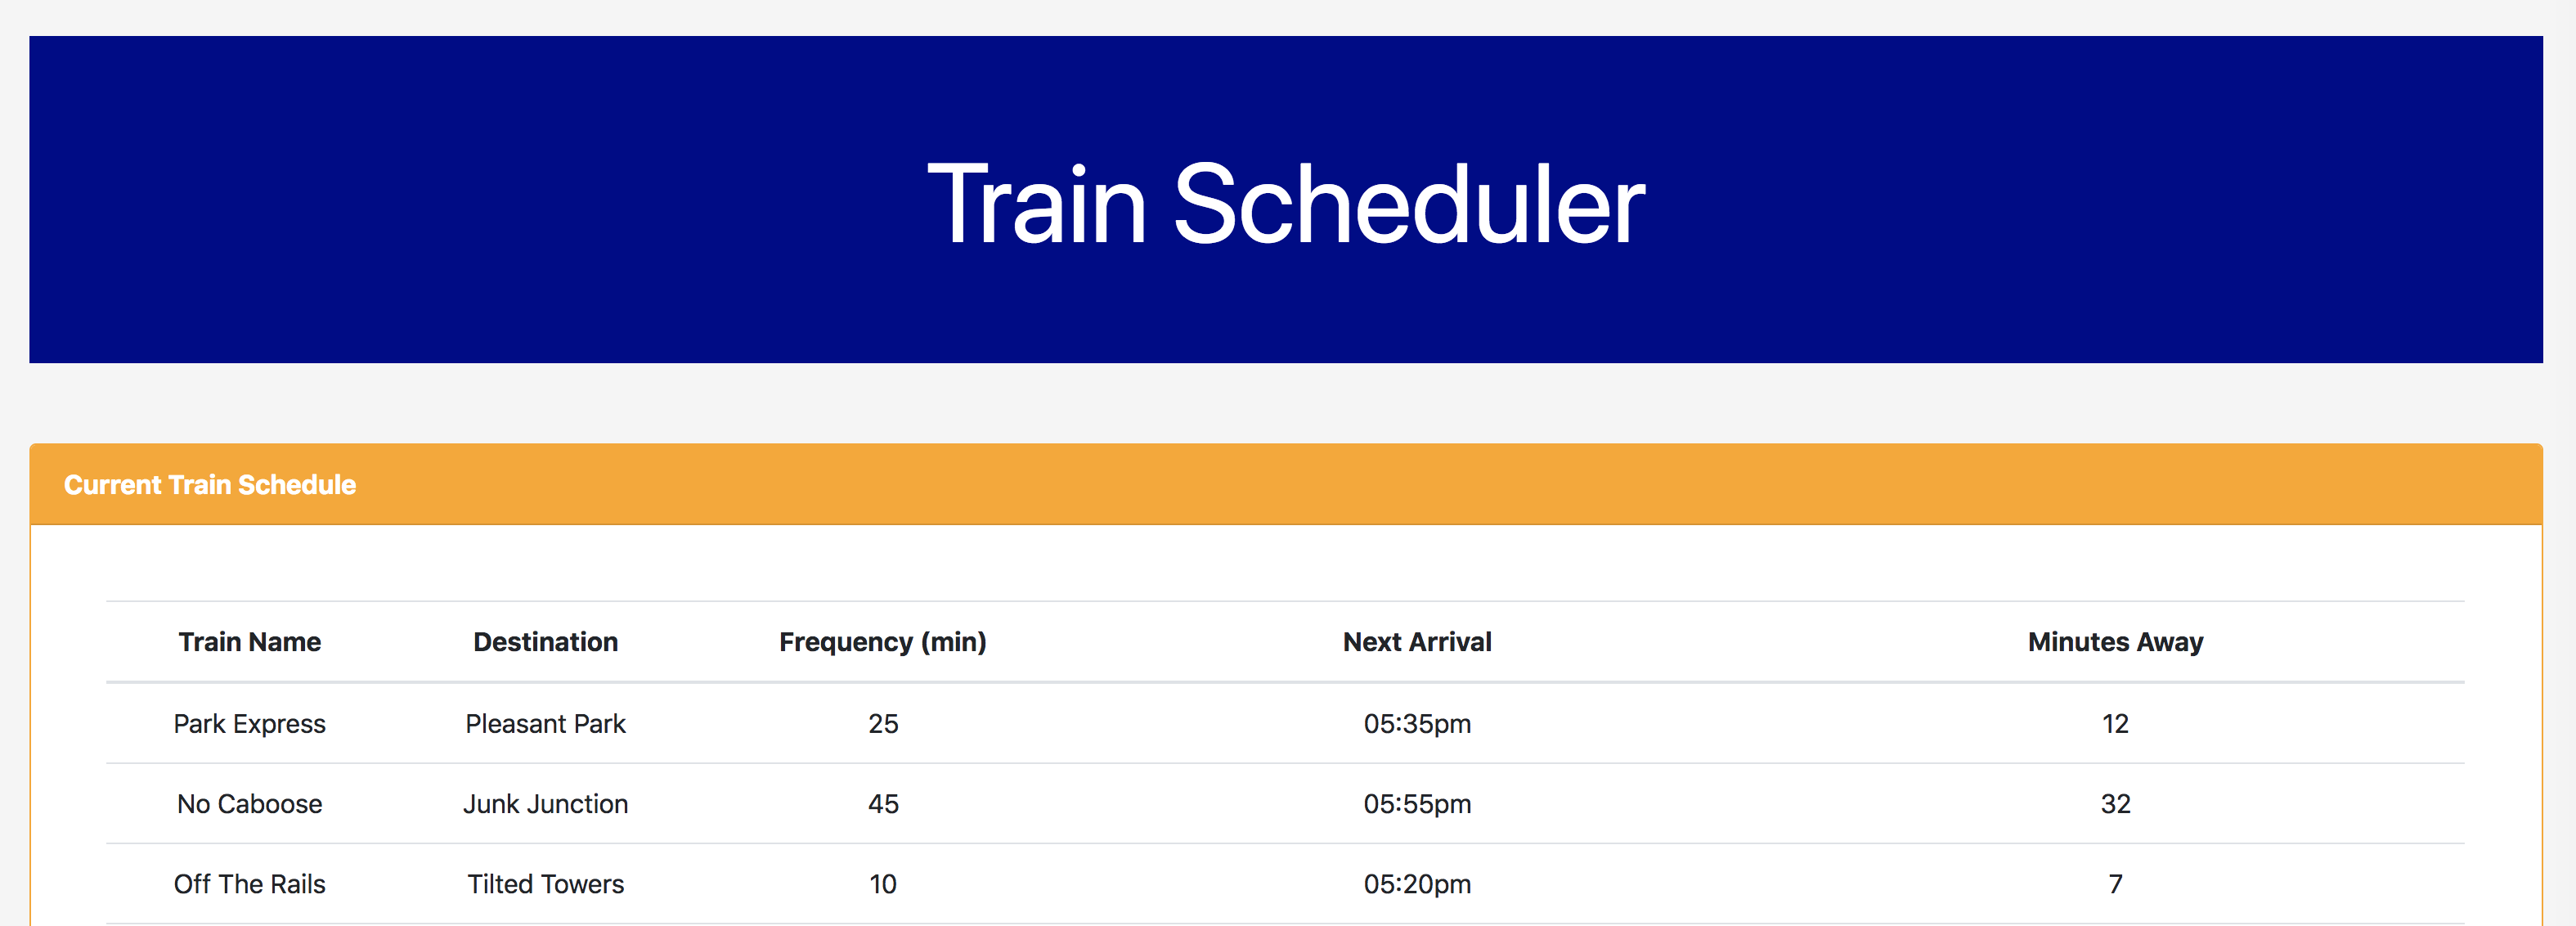 Train Scheduler
Current Train Schedule
Train Name Destination Frequency (min) Next Arrival Minutes Away
Park Express Pleasant Park 25 05:35pm 12
No Caboose Junk Junction 45 05:55pm 32
Off The Rails Tilted Towers 10 05:20pm 7